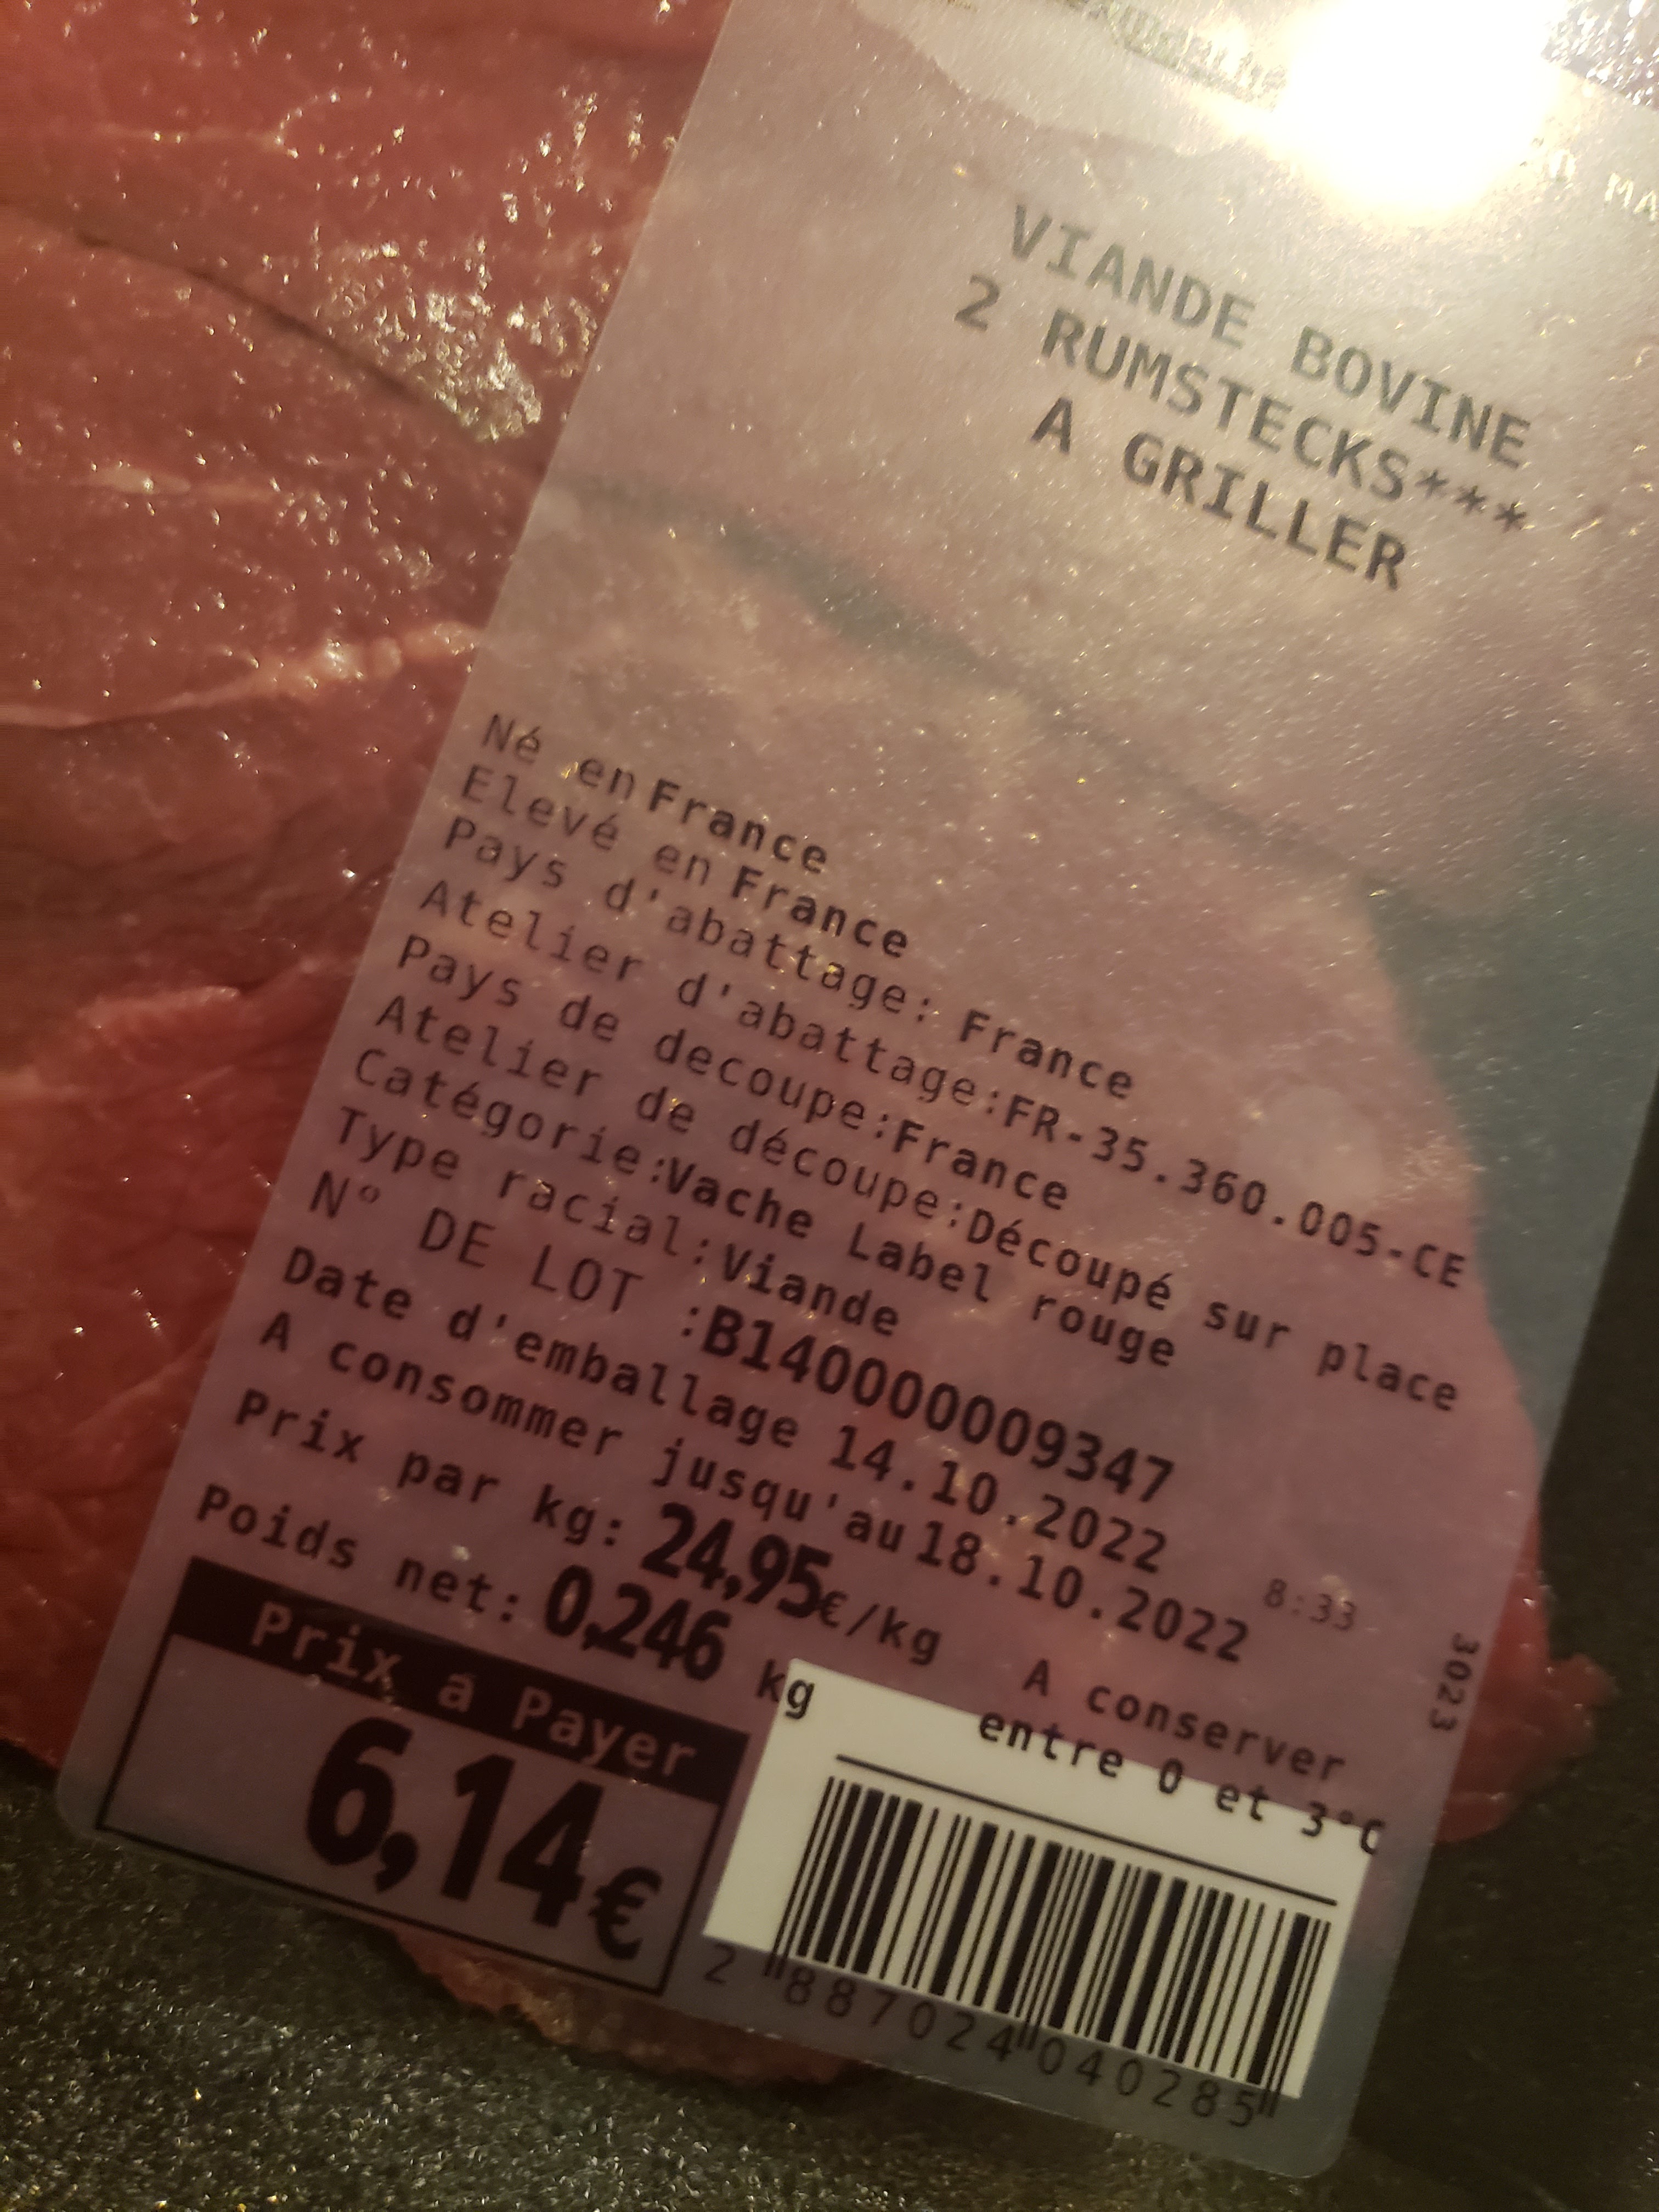 VIANDE BOVINE
2 RUMSTECKS***
A GRILLER
Né en France
Elevé en France
Pays d'abattage: France
Atelier d'abattage:FR-35.360.005-CE
Pays de decoupe:France
Atelier de découpe:Découpé sur place
Catégorie:Vache Label rouge
Type racial:Viande
N° DE LOT :B140000009347
Date d'emballage 14.10.2022 8:33
A consommer jusqu'au 18.10.2022
Prix par kg: 24,95€/kg
Poids net: 0,246 kg
A conserver
entre 0 et 3°C
3023
Prix a Payer
6,14€
2 887024 040285